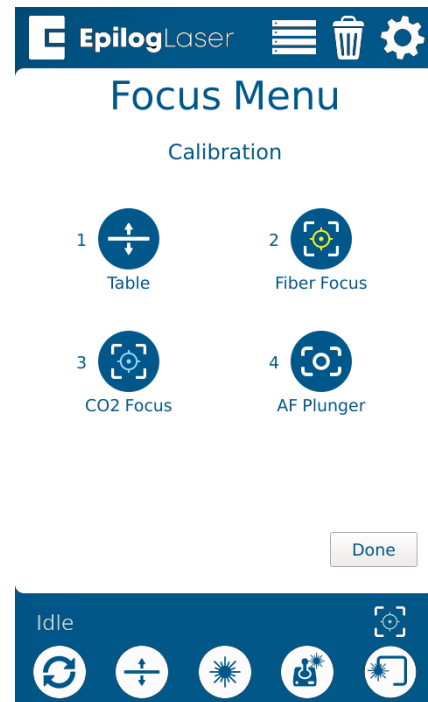 EpilogLaser
Focus Menu
Calibration
1
Table
2
Fiber Focus
3
CO2 Focus
4
AF Plunger
Done
Idle